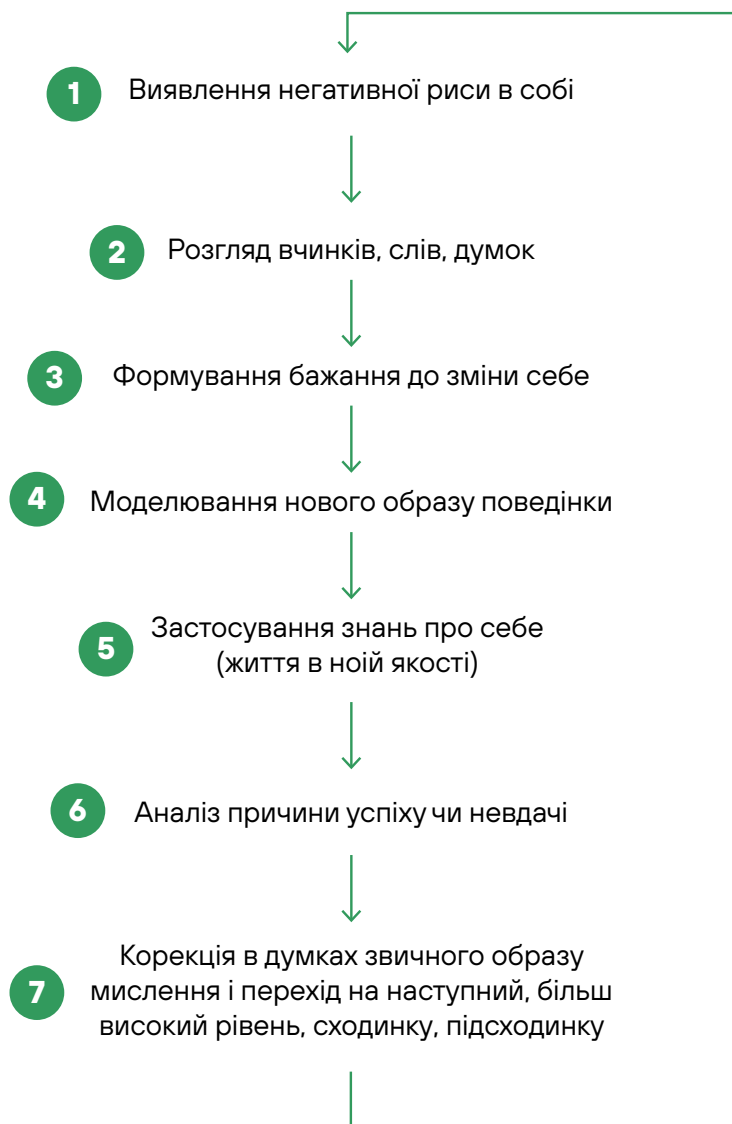 1 Виявлення негативної риси в собі
2 Розгляд вчинків, слів, думок
3 Формування бажання до зміни себе
4 Моделювання нового образу поведінки
Застосування знань про себе
5 (життя в ноій якості)
6 Аналіз причини успіху чи невдачі
Корекція в думках звичного образу
7 мислення і перехід на наступний, більш
високий рівень, сходинку, підсходинку